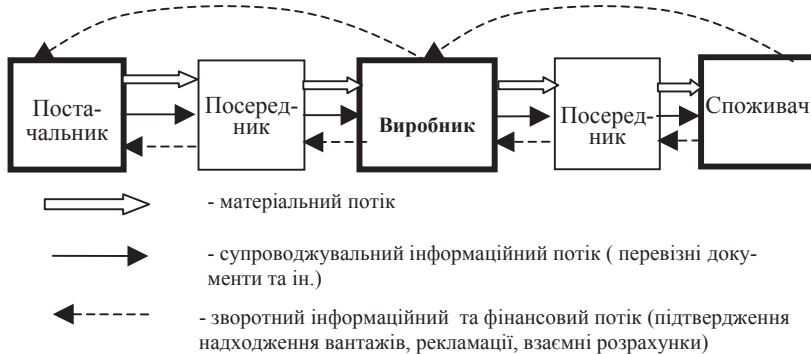 Поста-
чальник
Посеред-
ник
Виробник
Посеред-
ник
Споживач
- матеріальний потік
- супроводжувальний інформаційний потік ( перевізні доку-
менти та ін.)
- зворотний інформаційний та фінансовий потік (підтвердження
надходження вантажів, рекламації, взаємні розрахунки)